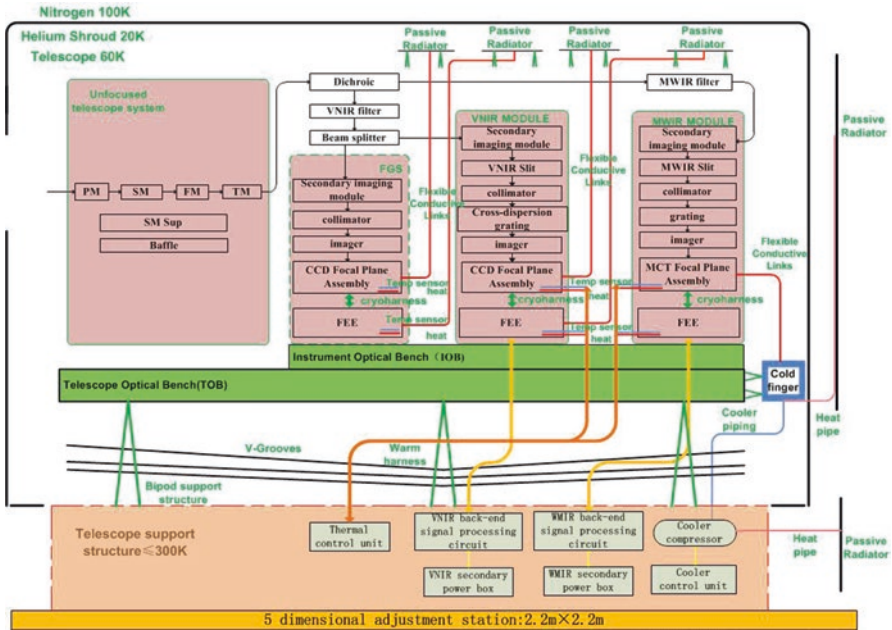 Nitrogen 100K
Helium Shroud 20K
Telescope 60K
Passive
Radiator
Passive
Radiator
Passive
Radiator
Passive
Radiator
Unfocused
telescope system
Dichroic
MWIR filter
VNIR filter
Beam splitter
VNIR MODULE
MWIR MODULE
Passive
Radiator
FGS
Secondary imaging
module
collimator
imager
CCD Focal Plane
Assembly
Temp sensor
heat
cryoharness
FEE
Temp sensor
heat
Flexible
Conductive
Links
Secondary
imaging module
VNIR Slit
collimator
Cross-dispersion
grating
imager
CCD Focal Plane
Assembly
Temp sensor
heat
cryoharness
FEE
Temp sensor
heat
Flexible
Conductive
Links
Secondary
imaging module
MWIR Slit
collimator
grating
imager
MCT Focal Plane
Assembly
cryoharness
FEE
Flexible
Conductive
Links
PM
SM
FM
TM
SM Sup
Baffle
Instrument Optical Bench（IOB）
Telescope Optical Bench(TOB)
Cold
finger
Cooler
piping
Heat
pipe
V-Grooves
Warm
harness
Bipod support
structure
Telescope support
structure≤300K
Thermal
control unit
VNIR back-end
signal processing
circuit
WMIR back-end
signal processing
circuit
Cooler
compressor
Heat
pipe
Passive
Radiator
VNIR secondary
power box
WMIR secondary
power box
Cooler
control unit
5 dimensional adjustment station:2.2m×2.2m